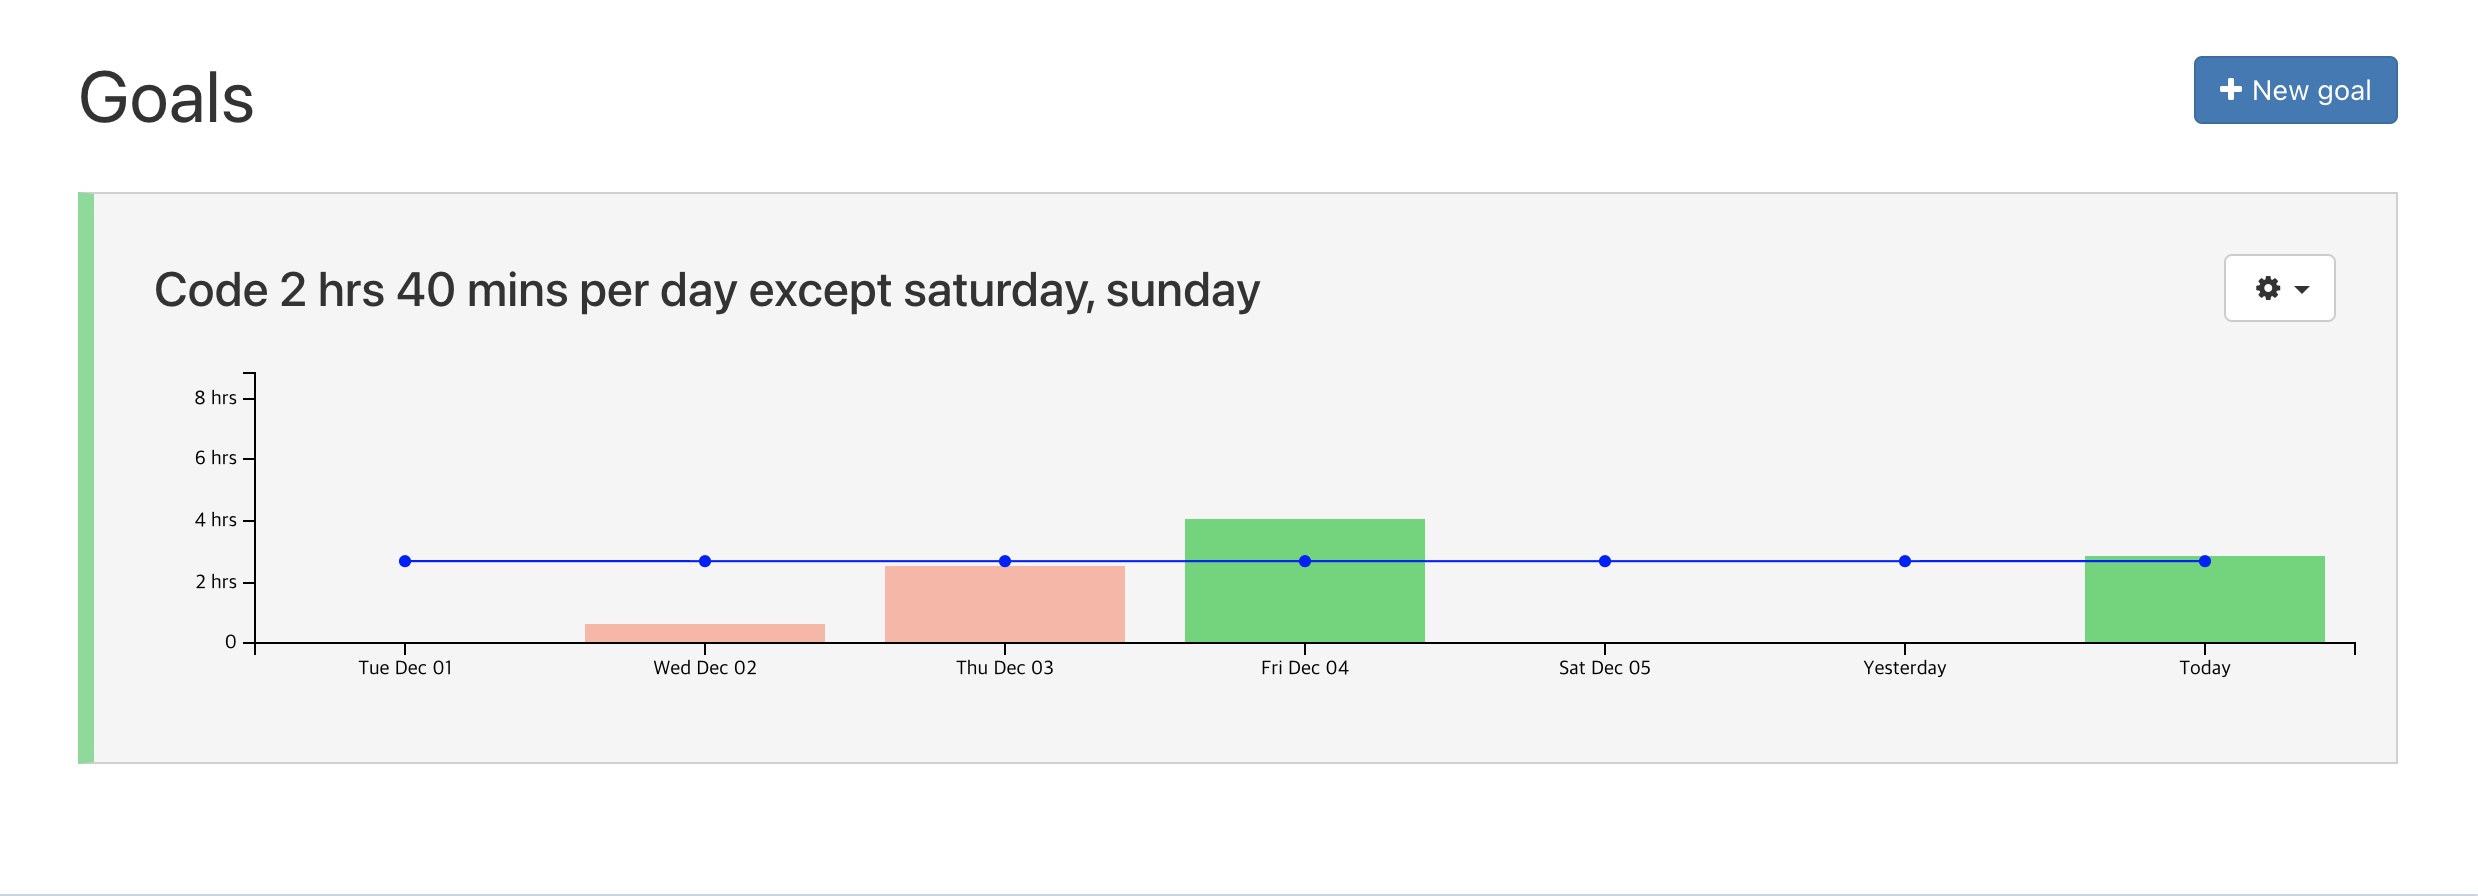 Goals
New goal
Code 2 hrs 40 mins per day except saturday, sunday
8 hrs
6 hrs
4 hrs
2 hrs
0
Tue Dec 01
Wed Dec 02
Thu Dec 03
Fri Dec 04
Sat Dec 05
Yesterday
Today